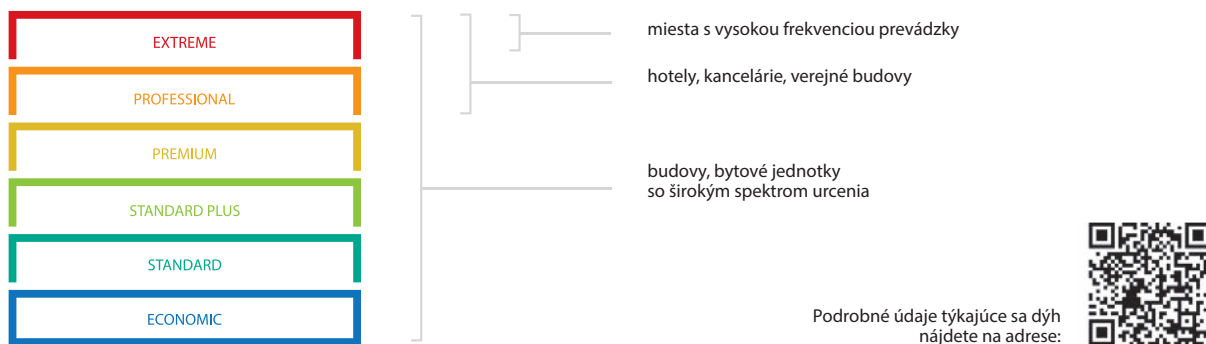 EXTREME
PROFESSIONAL
PREMIUM
STANDARD PLUS
STANDARD
ECONOMIC
miesta s vysokou frekvenciou prevádzky
hotely, kancelárie, verejné budovy
budovy, bytové jednotky
so širokým spektrom urcenia
Podrobné údaje týkajúce sa dýh
nájdete na adrese: